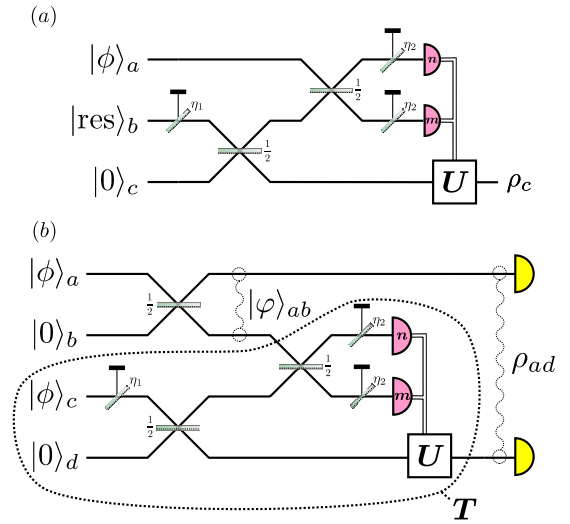 (a)
|ϕ⟩a η2 n
1/2
|res⟩b η1 η2 m
1/2
|0⟩c U ρc
(b)
|ϕ⟩a
1/2 |φ⟩ab η2
|0⟩b n
η1 1/2 ρad
|ϕ⟩c η2 m
1/2
|0⟩d U
T